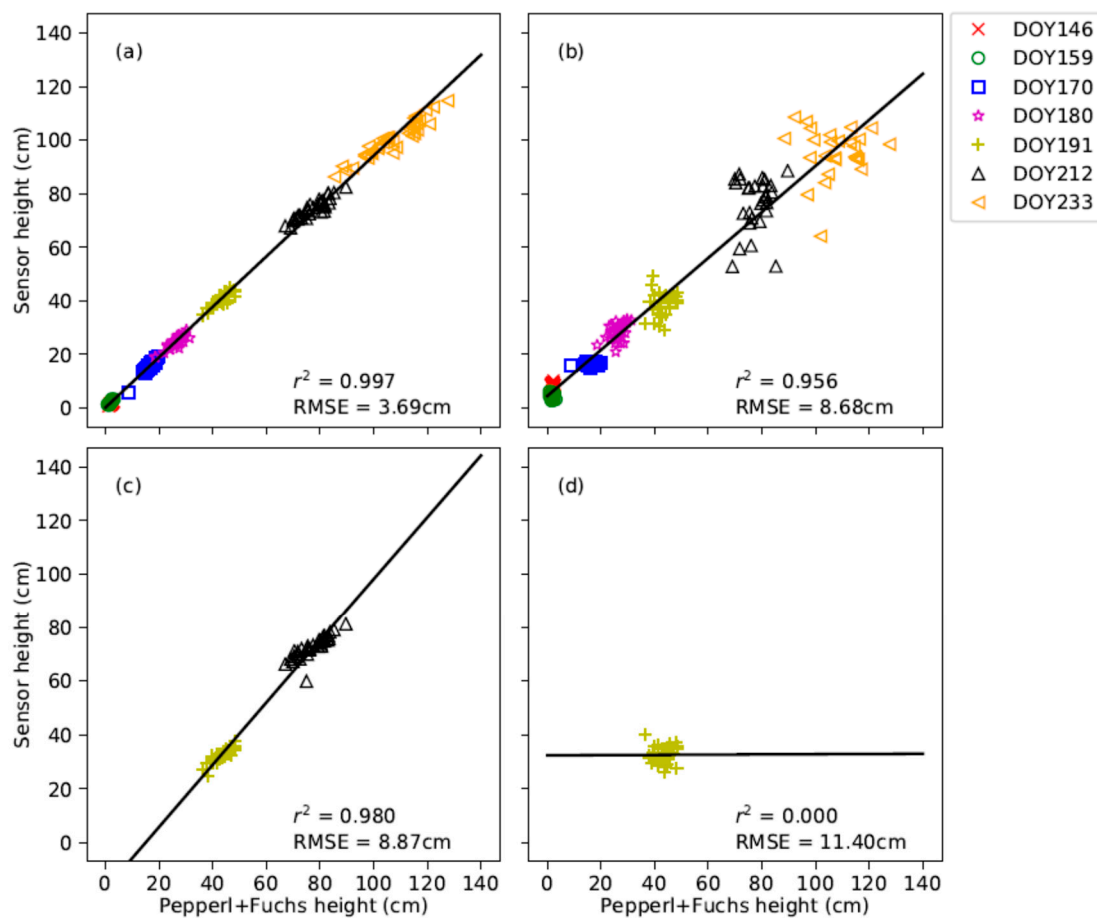 (a)
(b)
DOY146
DOY159
DOY170
DOY180
DOY191
DOY212
DOY233
Sensor height (cm)
140
120
100
80
60
40
20
0
r² = 0.997
RMSE = 3.69cm
r² = 0.956
RMSE = 8.68cm
(c)
(d)
Sensor height (cm)
140
120
100
80
60
40
20
0
r² = 0.980
RMSE = 8.87cm
r² = 0.000
RMSE = 11.40cm
0 20 40 60 80 100 120 140
0 20 40 60 80 100 120 140
Pepperl+Fuchs height (cm)
Pepperl+Fuchs height (cm)